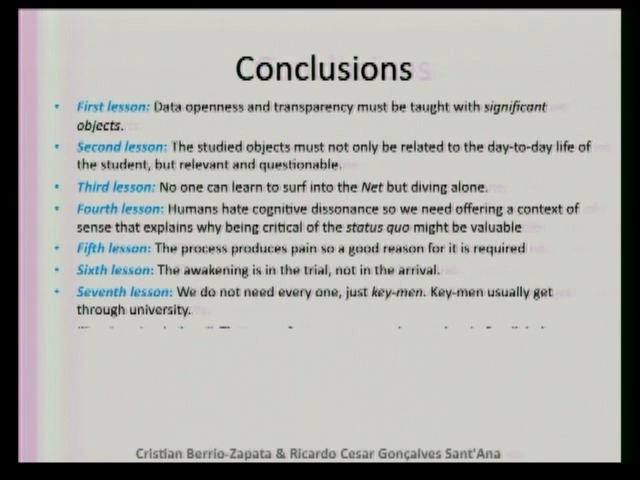 Conclusions
• First lesson: Data openness and transparency must be taught with significant
objects.
• Second lesson: The studied objects must not only be related to the day-to-day life of
the student, but relevant and questionable.
• Third lesson: No one can learn to surf into the Net but diving alone.
• Fourth lesson: Humans hate cognitive dissonance so we need offering a context of
sense that explains why being critical of the status quo might be valuable
• Fifth lesson: The process produces pain so a good reason for it is required
• Sixth lesson: The awakening is in the trial, not in the arrival.
• Seventh lesson: We do not need every one, just key-men. Key-men usually get
through university.
Cristian Berrio-Zapata & Ricardo Cesar Gonçalves Sant'Ana